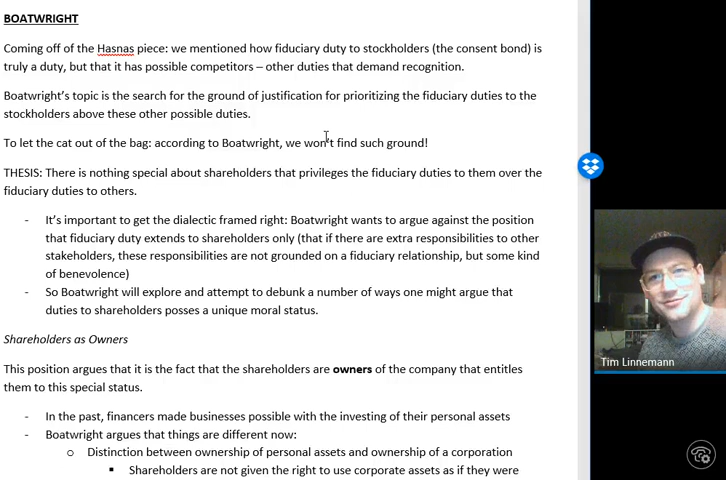 BOATWRIGHT
Coming off of the Hasnas piece: we mentioned how fiduciary duty to stockholders (the consent bond) is
truly a duty, but that it has possible competitors – other duties that demand recognition.
Boatwright's topic is the search for the ground of justification for prioritizing the fiduciary duties to the
stockholders above these other possible duties.
To let the cat out of the bag: according to Boatwright, we won't find such ground!
THESIS: There is nothing special about shareholders that privileges the fiduciary duties to them over the
fiduciary duties to others.
- It's important to get the dialectic framed right: Boatwright wants to argue against the position
that fiduciary duty extends to shareholders only (that if there are extra responsibilities to other
stakeholders, these responsibilities are not grounded on a fiduciary relationship, but some kind
of benevolence)
- So Boatwright will explore and attempt to debunk a number of ways one might argue that
duties to shareholders posses a unique moral status.
Shareholders as Owners
This position argues that it is the fact that the shareholders are owners of the company that entitles
them to this special status.
- In the past, financers made businesses possible with the investing of their personal assets
- Boatwright argues that things are different now:
o Distinction between ownership of personal assets and ownership of a corporation
▪ Shareholders are not given the right to use corporate assets as if they were
Tim Linnemann